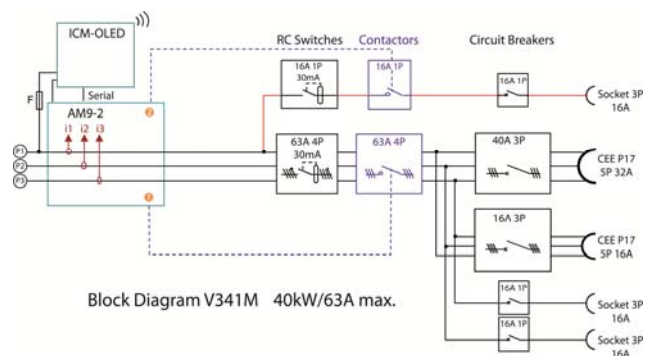 ICM-OLED
RC Switches
Contactors
Circuit Breakers
16A 1P
30mA
16A 1P
16A 1P
Socket 3P
16A
F
Serial
AM9-2
2
i1
i2
i3
63A 4P
30mA
63A 4P
40A 3P
P1
P2
P3
CEE P17
5P 32A
1
16A 3P
CEE P17
5P 16A
Block Diagram V341M 40kW/63A max.
16A 1P
Socket 3P
16A
16A 1P
Socket 3P
16A